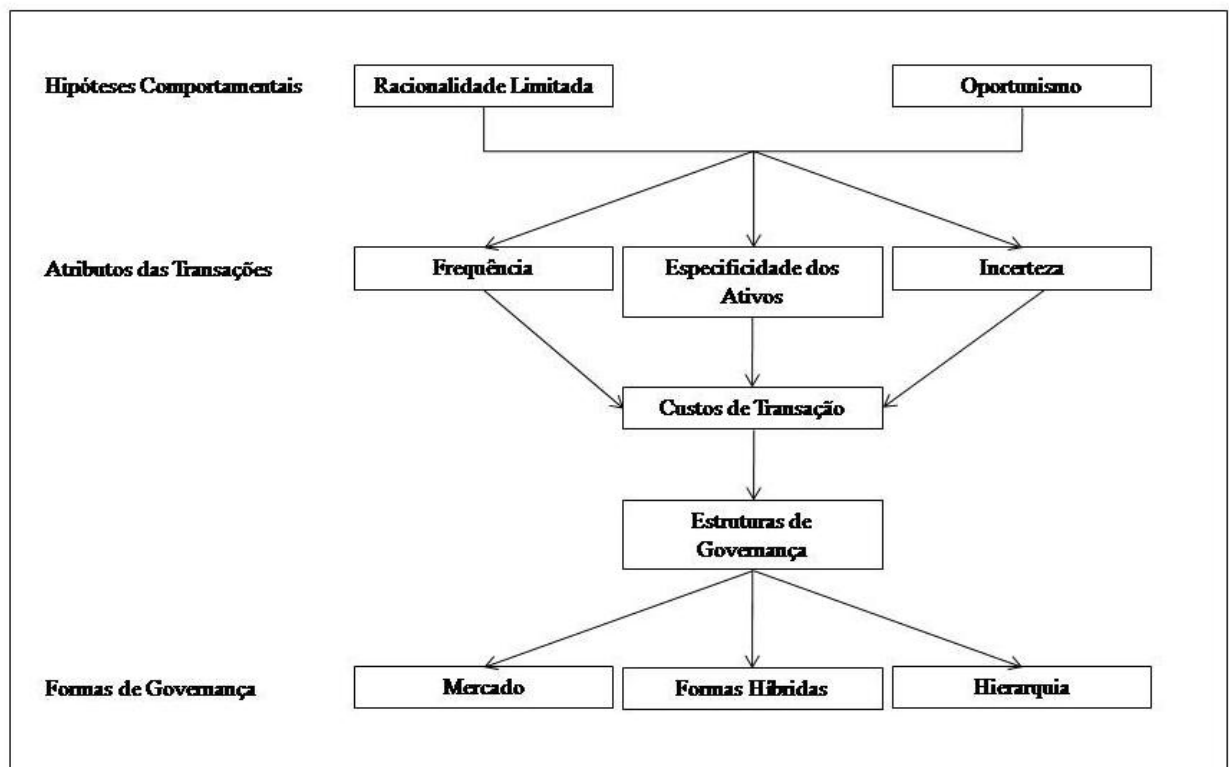 Hipóteses Comportamentais
Racionalidade Limitada
Oportunismo
Atributos das Transações
Frequência
Especificidade dos
Ativos
Incerteza
Custos de Transação
Estruturas de
Governança
Formas de Governança
Mercado
Formas Híbridas
Hierarquia